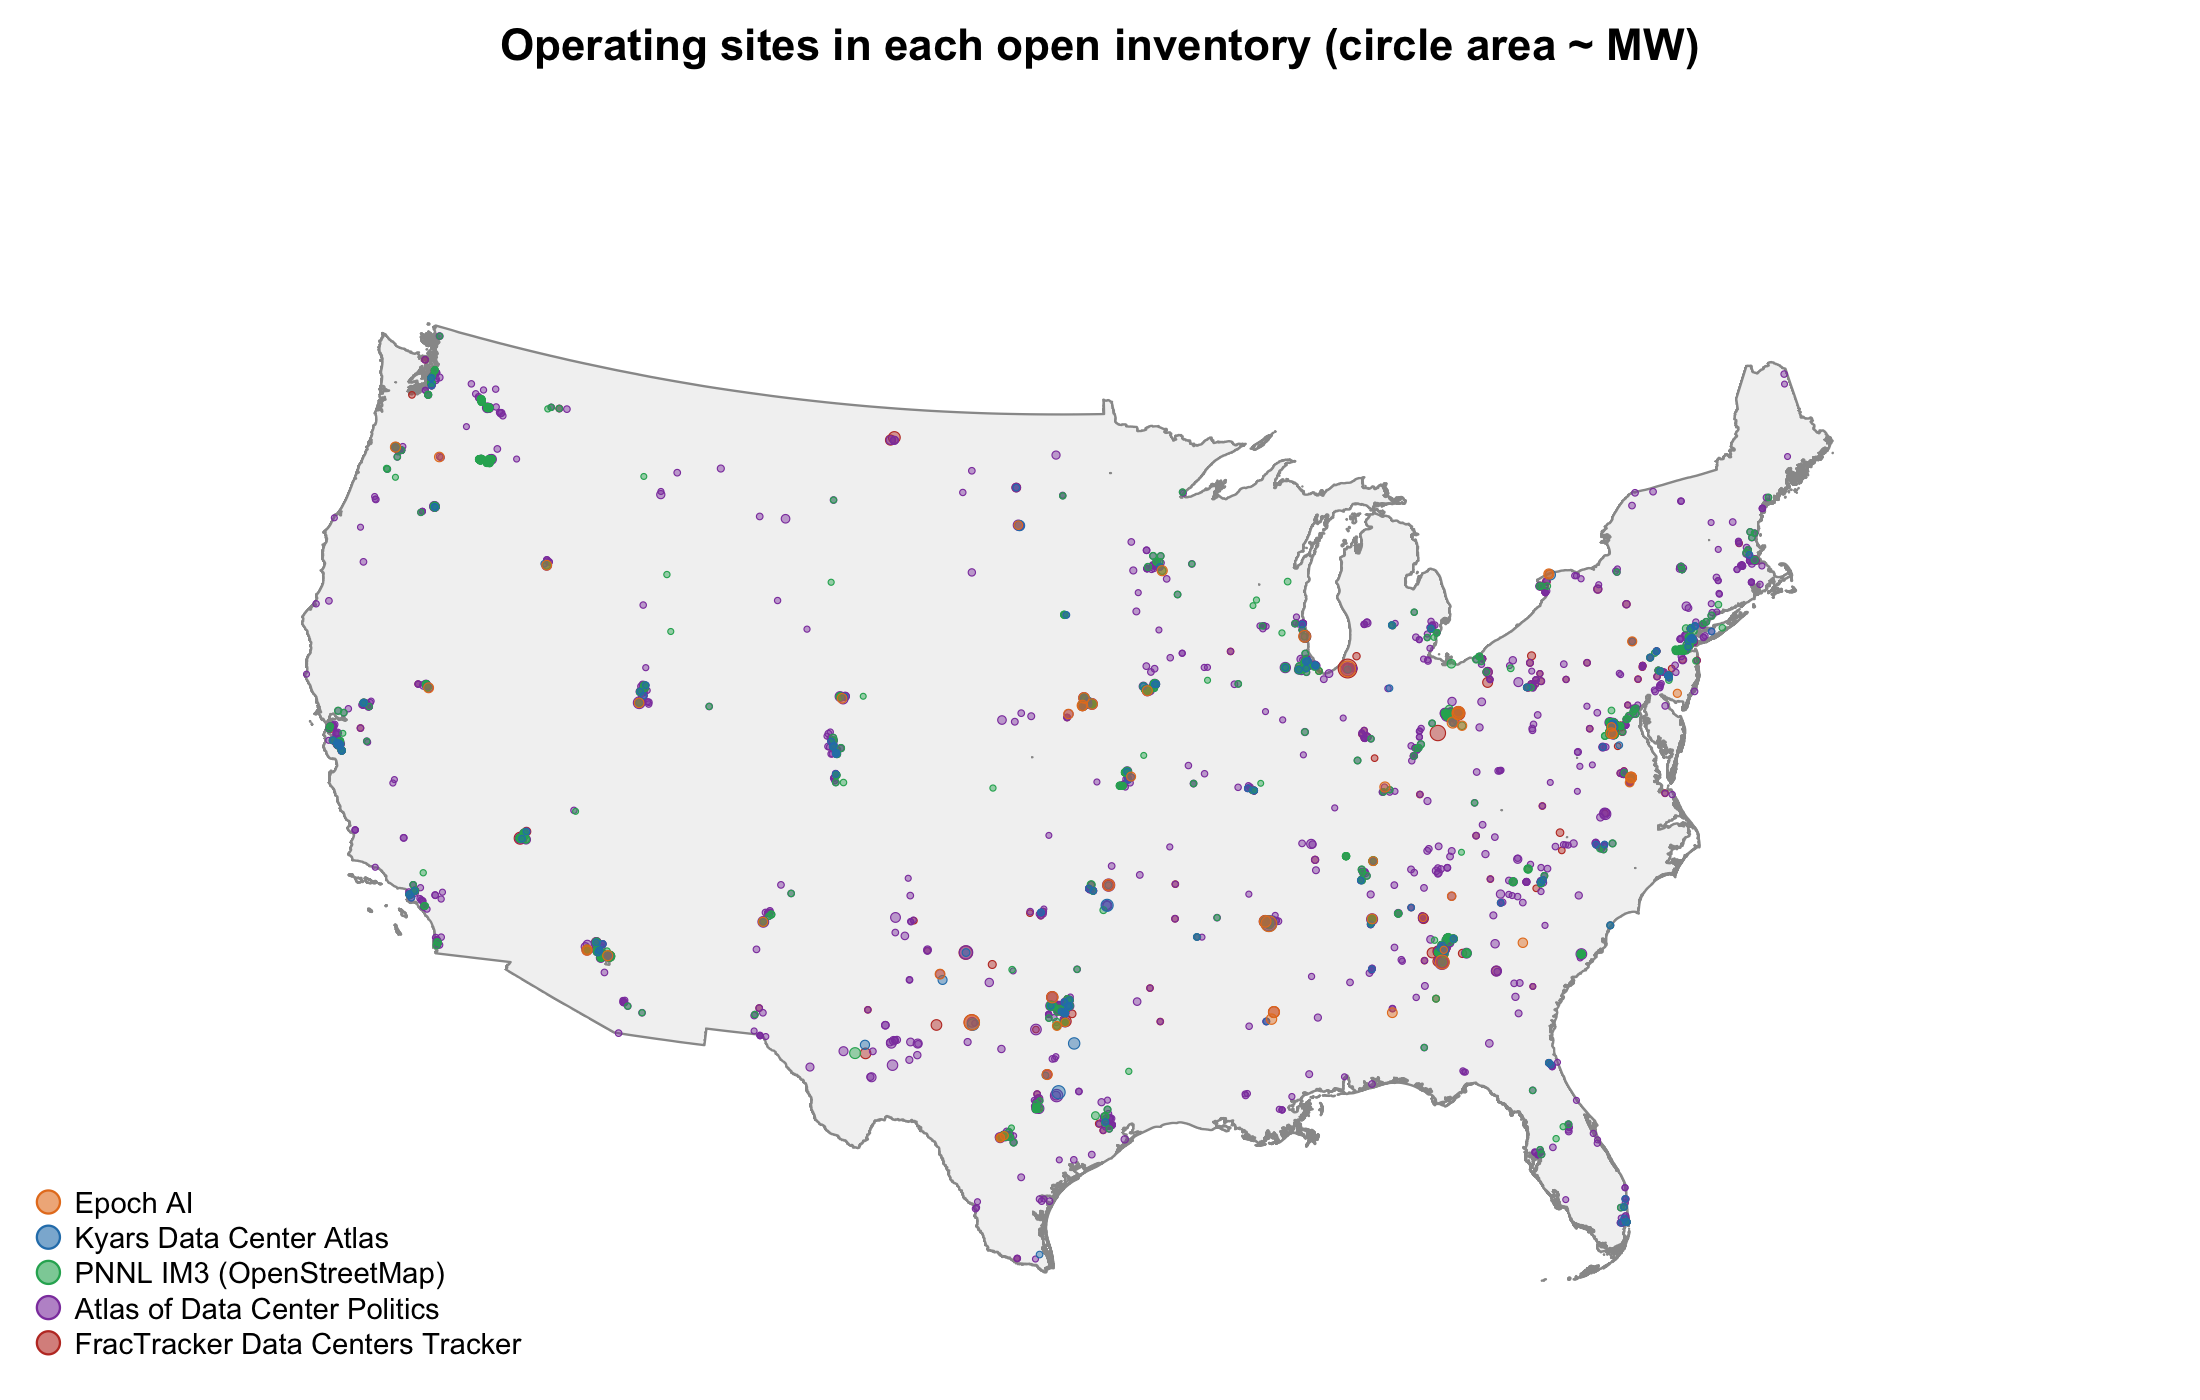 Operating sites in each open inventory (circle area ~ MW)
Epoch AI
Kyars Data Center Atlas
PNNL IM3 (OpenStreetMap)
Atlas of Data Center Politics
FracTracker Data Centers Tracker